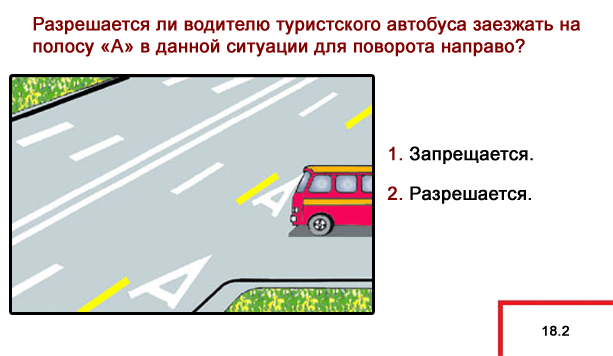 Разрешается ли водителю туристского автобуса заезжать на
полосу «А» в данной ситуации для поворота направо?
А
А
1. Запрещается.
2. Разрешается.
18.2